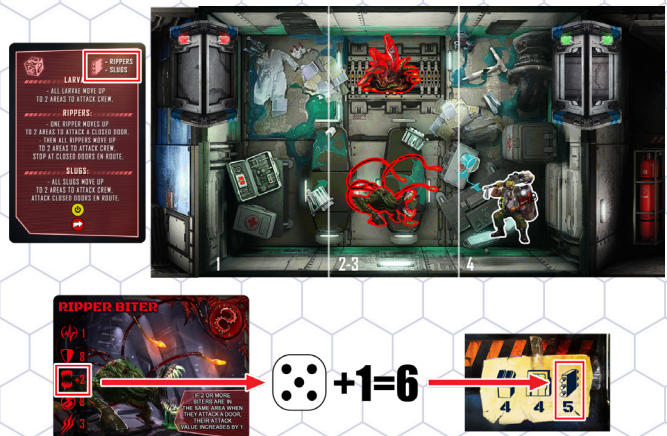 - RIPPERS
- SLUGS
LARVA
- ALL LARVAE MOVE UP
TO 2 AREAS TO ATTACK CREW.
RIPPERS:
- ONE RIPPER MOVES UP
TO 2 AREAS TO ATTACK A CLOSED DOOR.
- THEN ALL RIPPERS MOVE UP
TO 2 AREAS TO ATTACK CREW.
STOP AT CLOSED DOORS EN ROUTE.
SLUGS:
- ALL SLUGS MOVE UP
TO 2 AREAS TO ATTACK CREW.
ATTACK CLOSED DOORS EN ROUTE.
1
2-3
4
RIPPER BITER
1
8
+2
8
3
IF 2 OR MORE
BITERS ARE IN
THE SAME AREA WHEN
THEY ATTACK A DOOR,
THEIR ATTACK
VALUE INCREASES BY 1.
+1=6
4 4 5